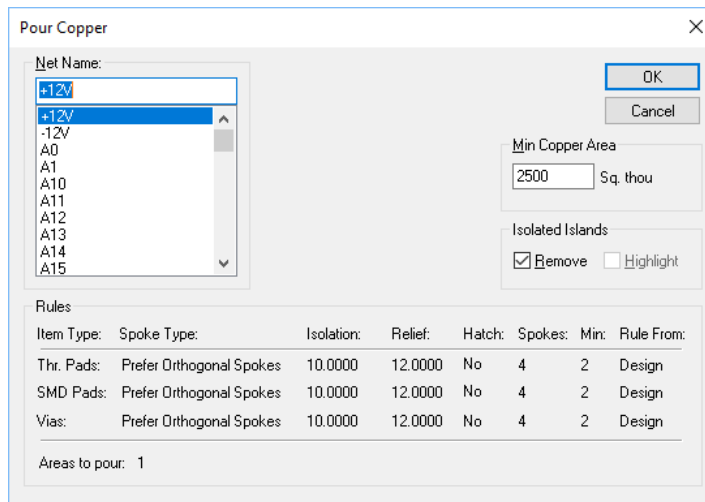 Pour Copper
Net Name:
+12V
+12V
-12V
A0
A1
A10
A11
A12
A13
A14
A15
OK
Cancel
Min Copper Area
2500 Sq. thou
Isolated Islands
Remove Highlight
Rules
Item Type: Spoke Type: Isolation: Relief: Hatch: Spokes: Min: Rule From:
Thr. Pads: Prefer Orthogonal Spokes 10.0000 12.0000 No 4 2 Design
SMD Pads: Prefer Orthogonal Spokes 10.0000 12.0000 No 4 2 Design
Vias: Prefer Orthogonal Spokes 10.0000 12.0000 No 4 2 Design
Areas to pour: 1